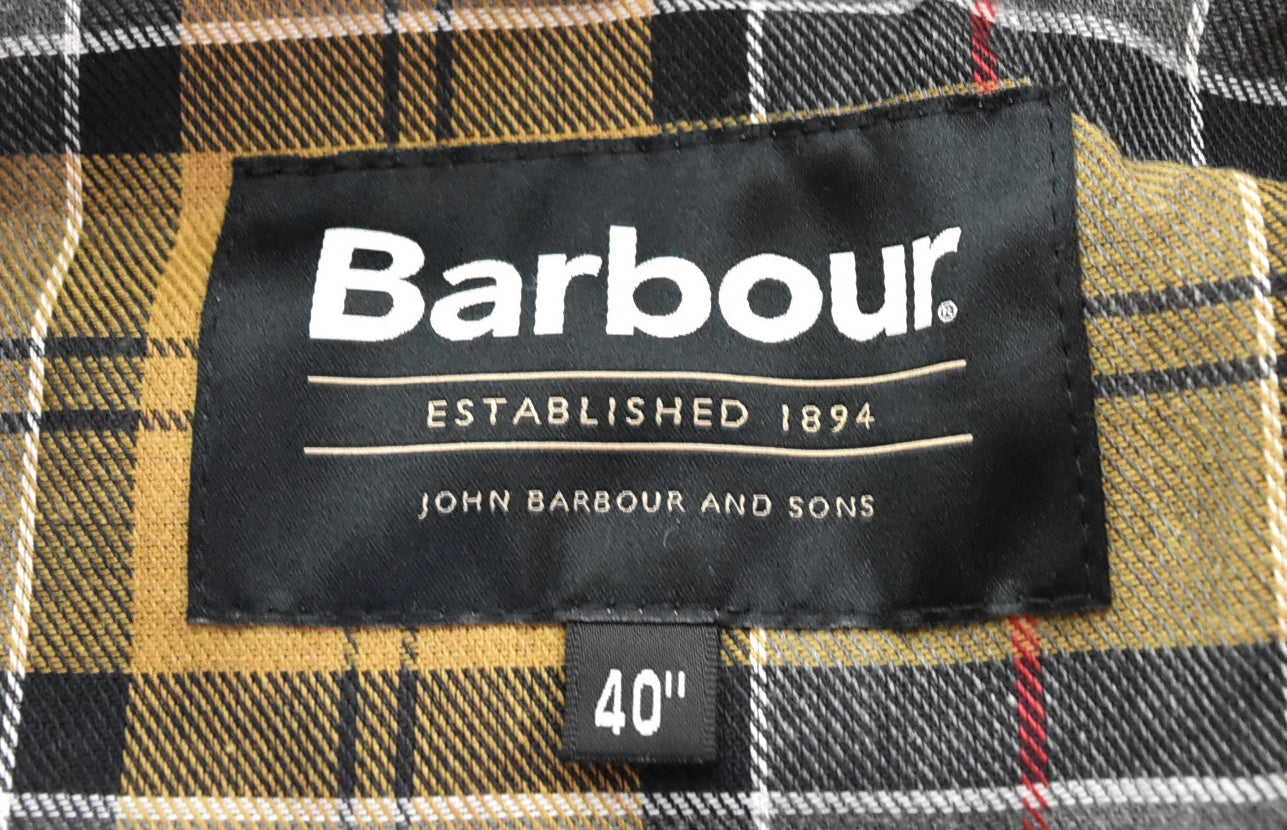 Barbour®
ESTABLISHED 1894
JOHN BARBOUR AND SONS
40"